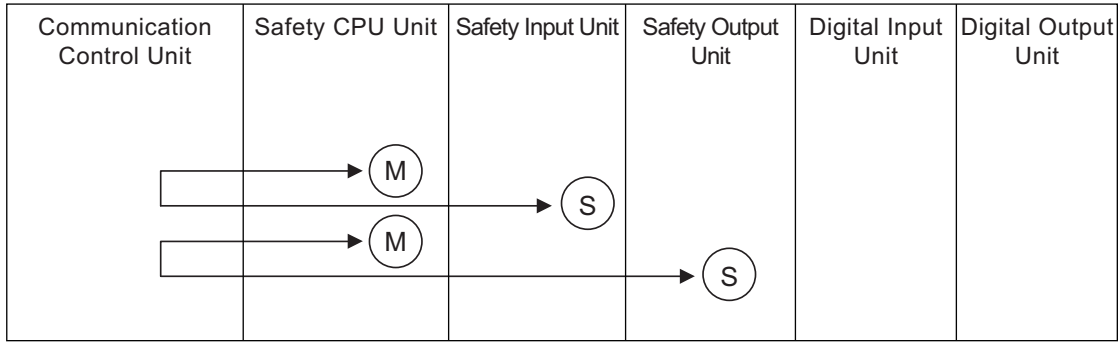 Communication
Control Unit
Safety CPU Unit
Safety Input Unit
Safety Output
Unit
Digital Input
Unit
Digital Output
Unit
M
S
M
S